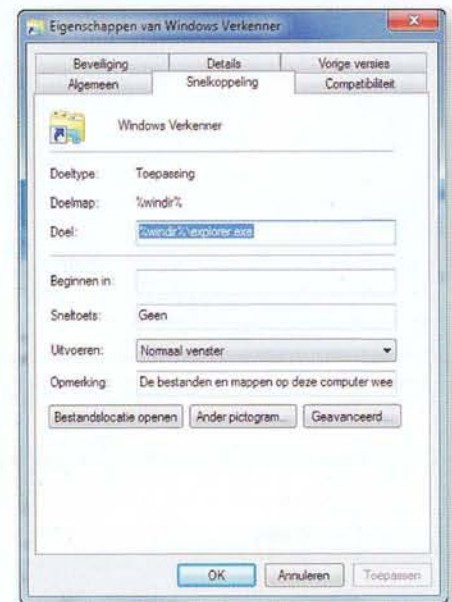 Eigenschappen van Windows Verkenner
Beveiliging Details Vorige versies
Algemeen Snelkoppeling Compatibiliteit
Windows Verkenner
Doeltype: Toepassing
Doelmap: %windir%
Doel: %windir%\explorer.exe
Beginnen in:
Sneltoets: Geen
Uitvoeren: Normaal venster
Opmerking: De bestanden en mappen op deze computer wee
Bestandslocatie openen Ander pictogram... Geavanceerd...
OK Annuleren Toepassen